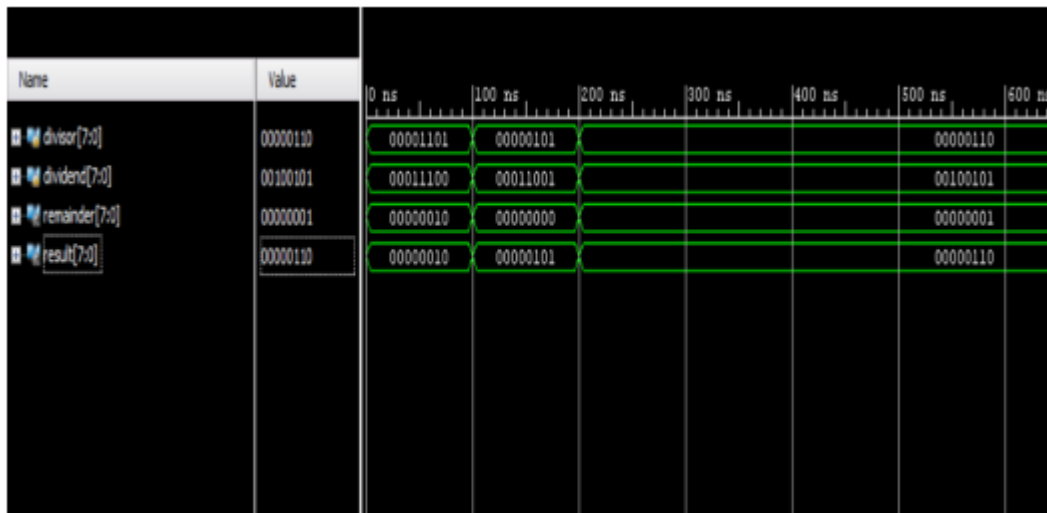 Name Value
0 ns 100 ns 200 ns 300 ns 400 ns 500 ns 600 ns
divisor[7:0] 00000110 00001101 00000101 00000110
dividend[7:0] 00100101 00011100 00011001 00100101
remainder[7:0] 00000001 00000010 00000000 00000001
result[7:0] 00000110 00000010 00000101 00000110